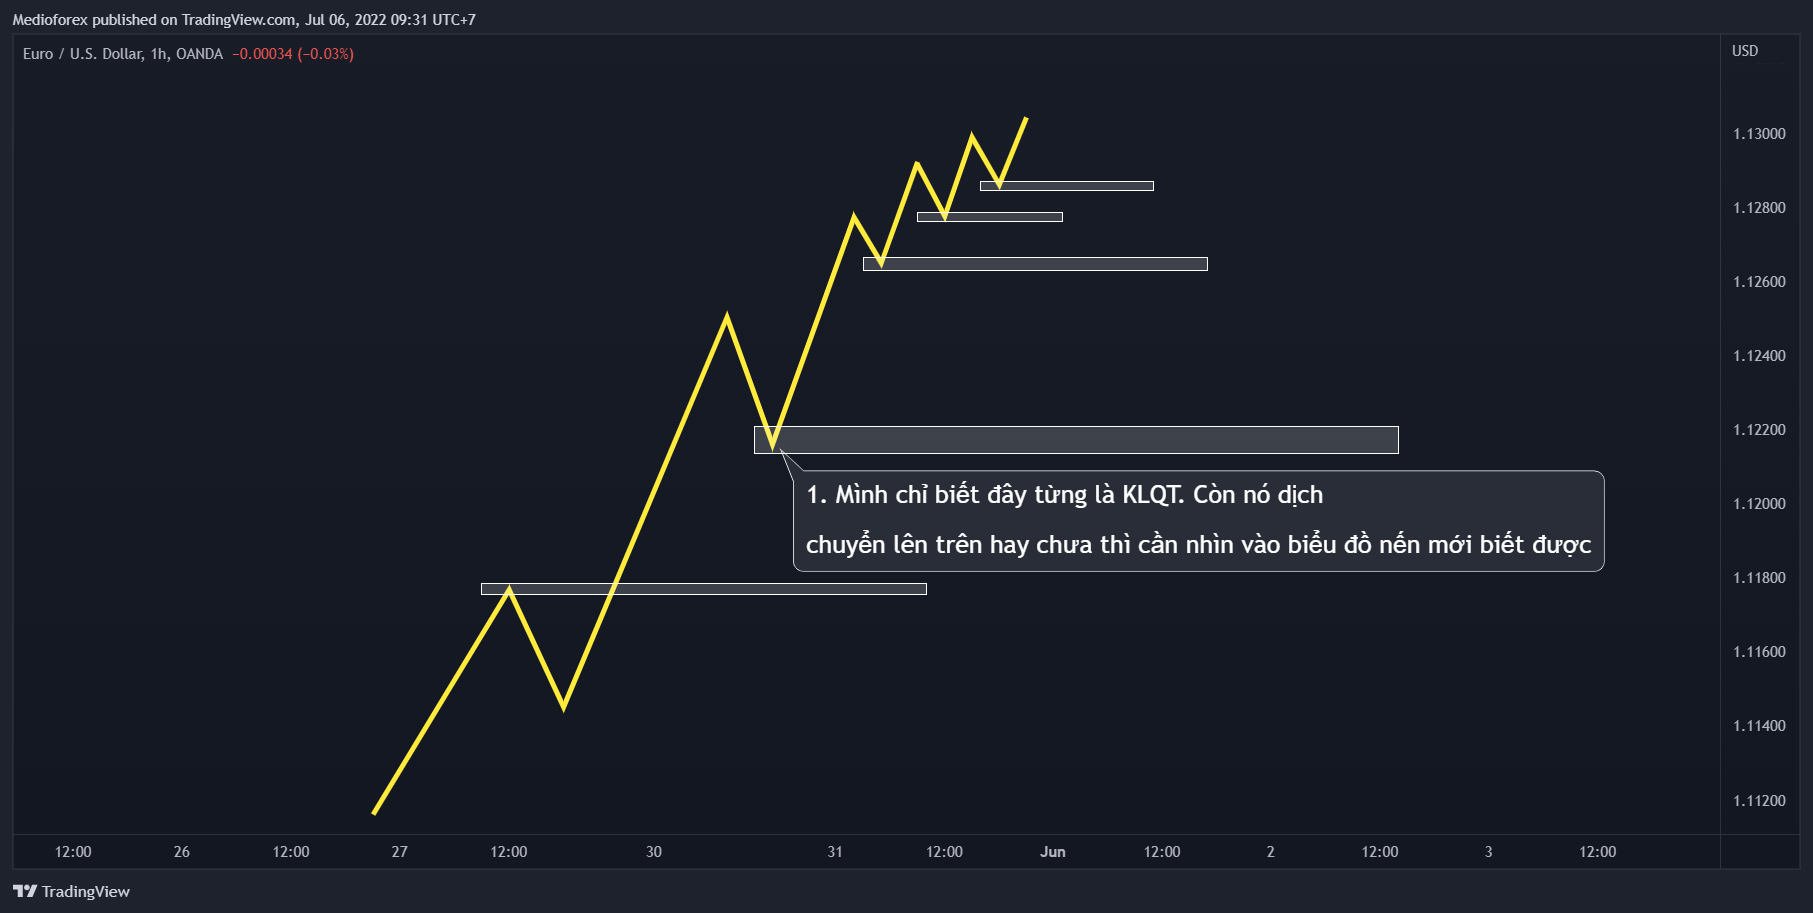 Medioforex published on TradingView.com, Jul 06, 2022 09:31 UTC+7
Euro / U.S. Dollar, 1h, OANDA −0.00034 (−0.03%)
USD
1.13000
1.12800
1.12600
1.12400
1.12200
1.12000
1.11800
1.11600
1.11400
1.11200
1. Mình chỉ biết đây từng là KLQT. Còn nó dịch
chuyển lên trên hay chưa thì cần nhìn vào biểu đồ nến mới biết được
12:00 26 12:00 27 12:00 30 31 12:00 Jun 12:00 2 12:00 3 12:00
TradingView